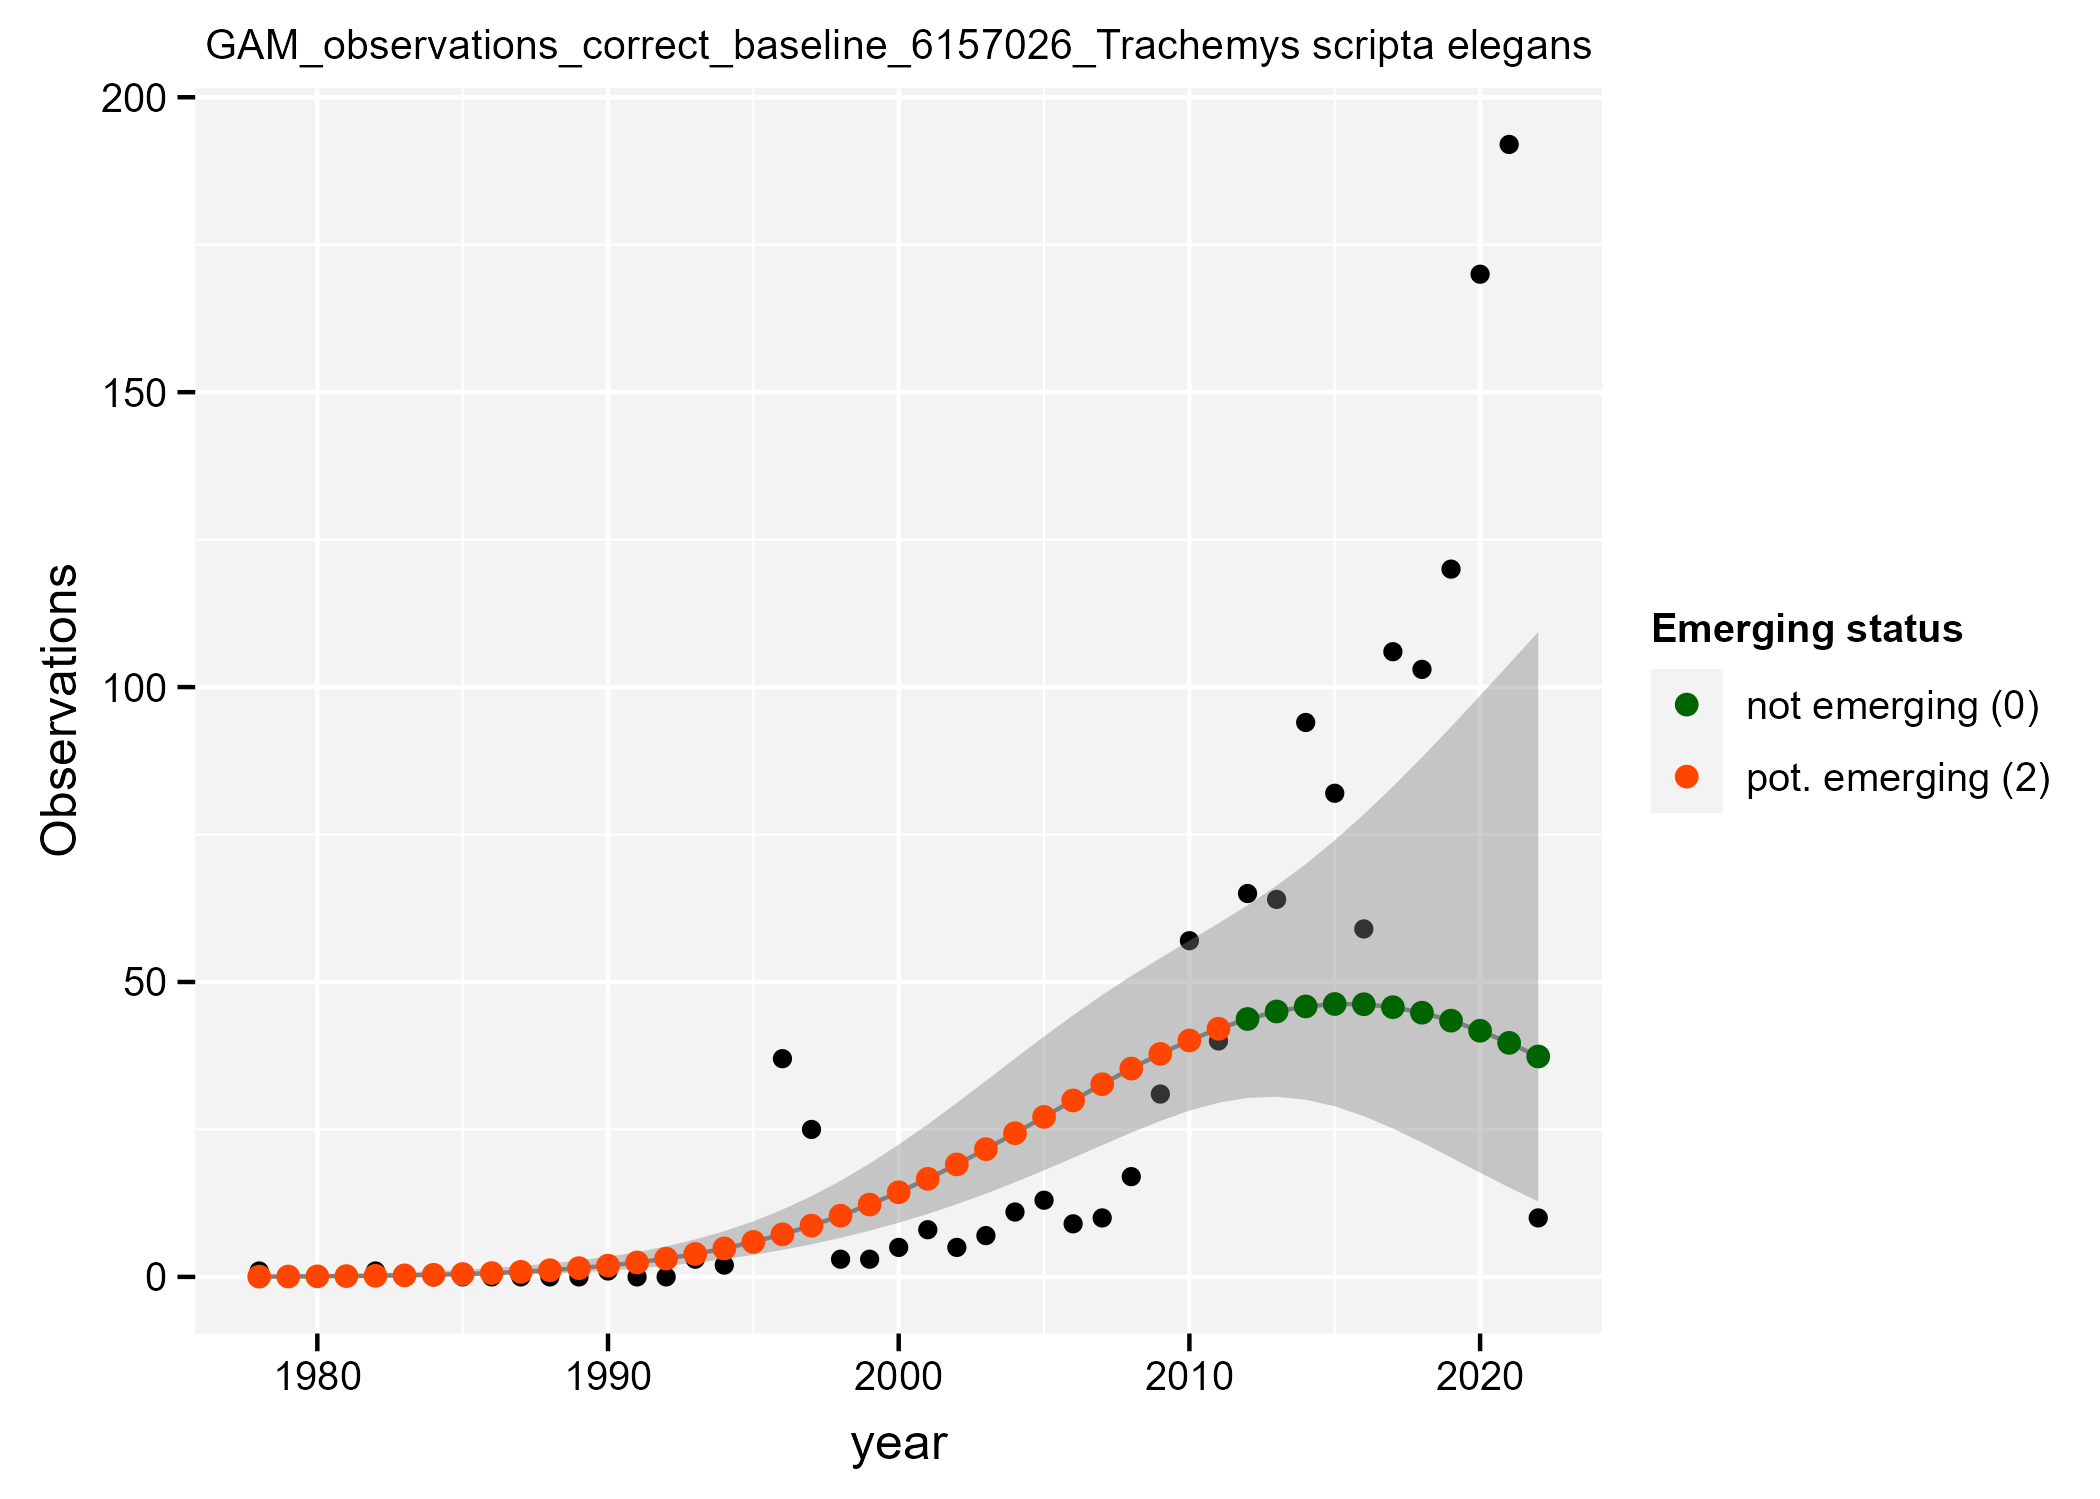 GAM_observations_correct_baseline_6157026_Trachemys scripta elegans
200
150
100
50
0
Observations
1980 1990 2000 2010 2020
year
Emerging status
not emerging (0)
pot. emerging (2)